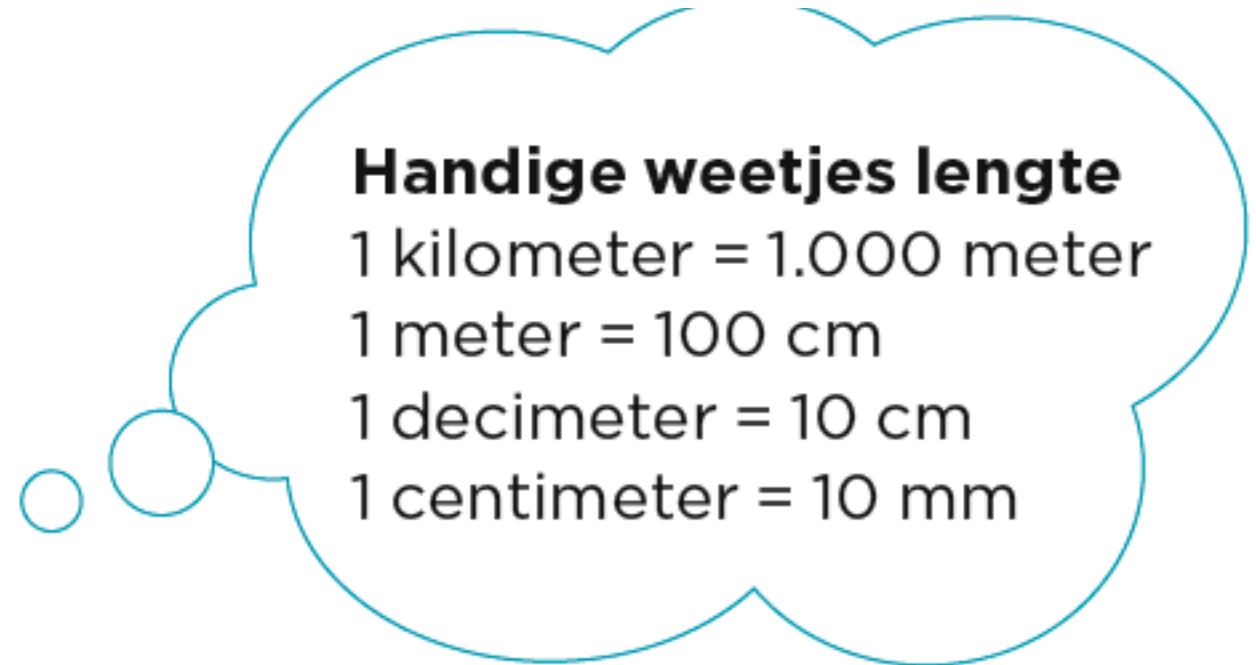 Handige weetjes lengte
1 kilometer = 1.000 meter
1 meter = 100 cm
1 decimeter = 10 cm
1 centimeter = 10 mm